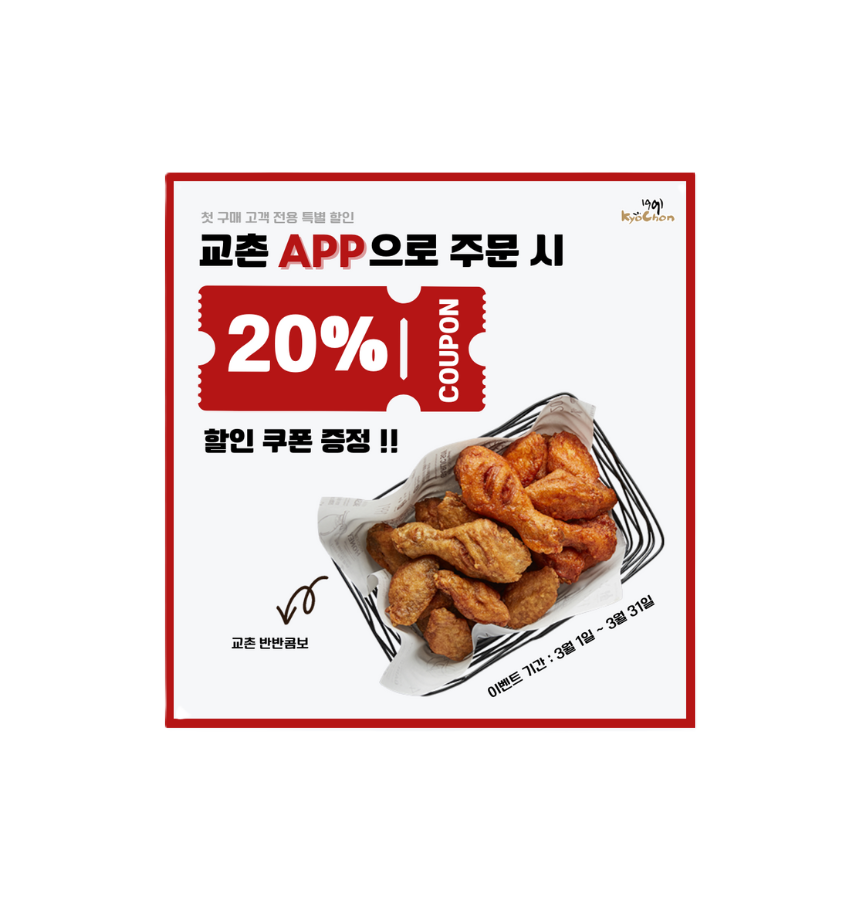 첫 구매 고객 전용 특별 할인
1991
KyoChon
교촌 APP으로 주문 시
20%
COUPON
할인 쿠폰 증정 !!
교촌 반반콤보
이벤트 기간 : 3월 1일 ~ 3월 31일